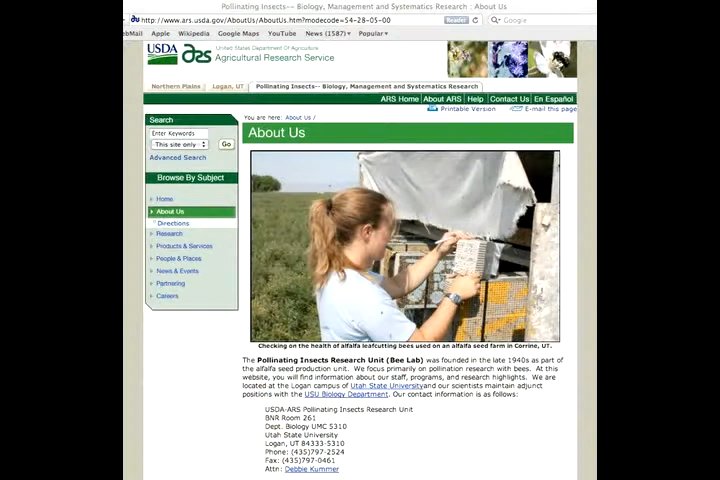 Pollinating Insects-- Biology, Management and Systematics Research : About Us
http://www.ars.usda.gov/AboutUs/AboutUs.htm?modecode=54-28-05-00
Reader
Google
Apple Wikipedia Google Maps YouTube News (1587) Popular
USDA
ars
United States Department Of Agriculture
Agricultural Research Service
Northern Plains Logan, UT Pollinating Insects-- Biology, Management and Systematics Research
ARS Home About ARS Help Contact Us En Español
Printable Version E-mail this page
Search
Enter Keywords
This site only Go
Advanced Search
Browse By Subject
Home
About Us
Directions
Research
Products & Services
People & Places
News & Events
Partnering
Careers
You are here: About Us /
About Us
Checking on the health of alfalfa leafcutting bees used on an alfalfa seed farm in Corrine, UT.
The Pollinating Insects Research Unit (Bee Lab) was founded in the late 1940s as part of
the alfalfa seed production unit. We focus primarily on pollination research with bees. At this
website, you will find information about our staff, programs, and research highlights. We are
located at the Logan campus of Utah State Universityand our scientists maintain adjunct
positions with the USU Biology Department. Our contact information is as follows:
USDA-ARS Pollinating Insects Research Unit
BNR Room 261
Dept. Biology UMC 5310
Utah State University
Logan, UT 84333-5310
Phone: (435)797-2524
Fax: (435)797-0461
Attn: Debbie Kummer